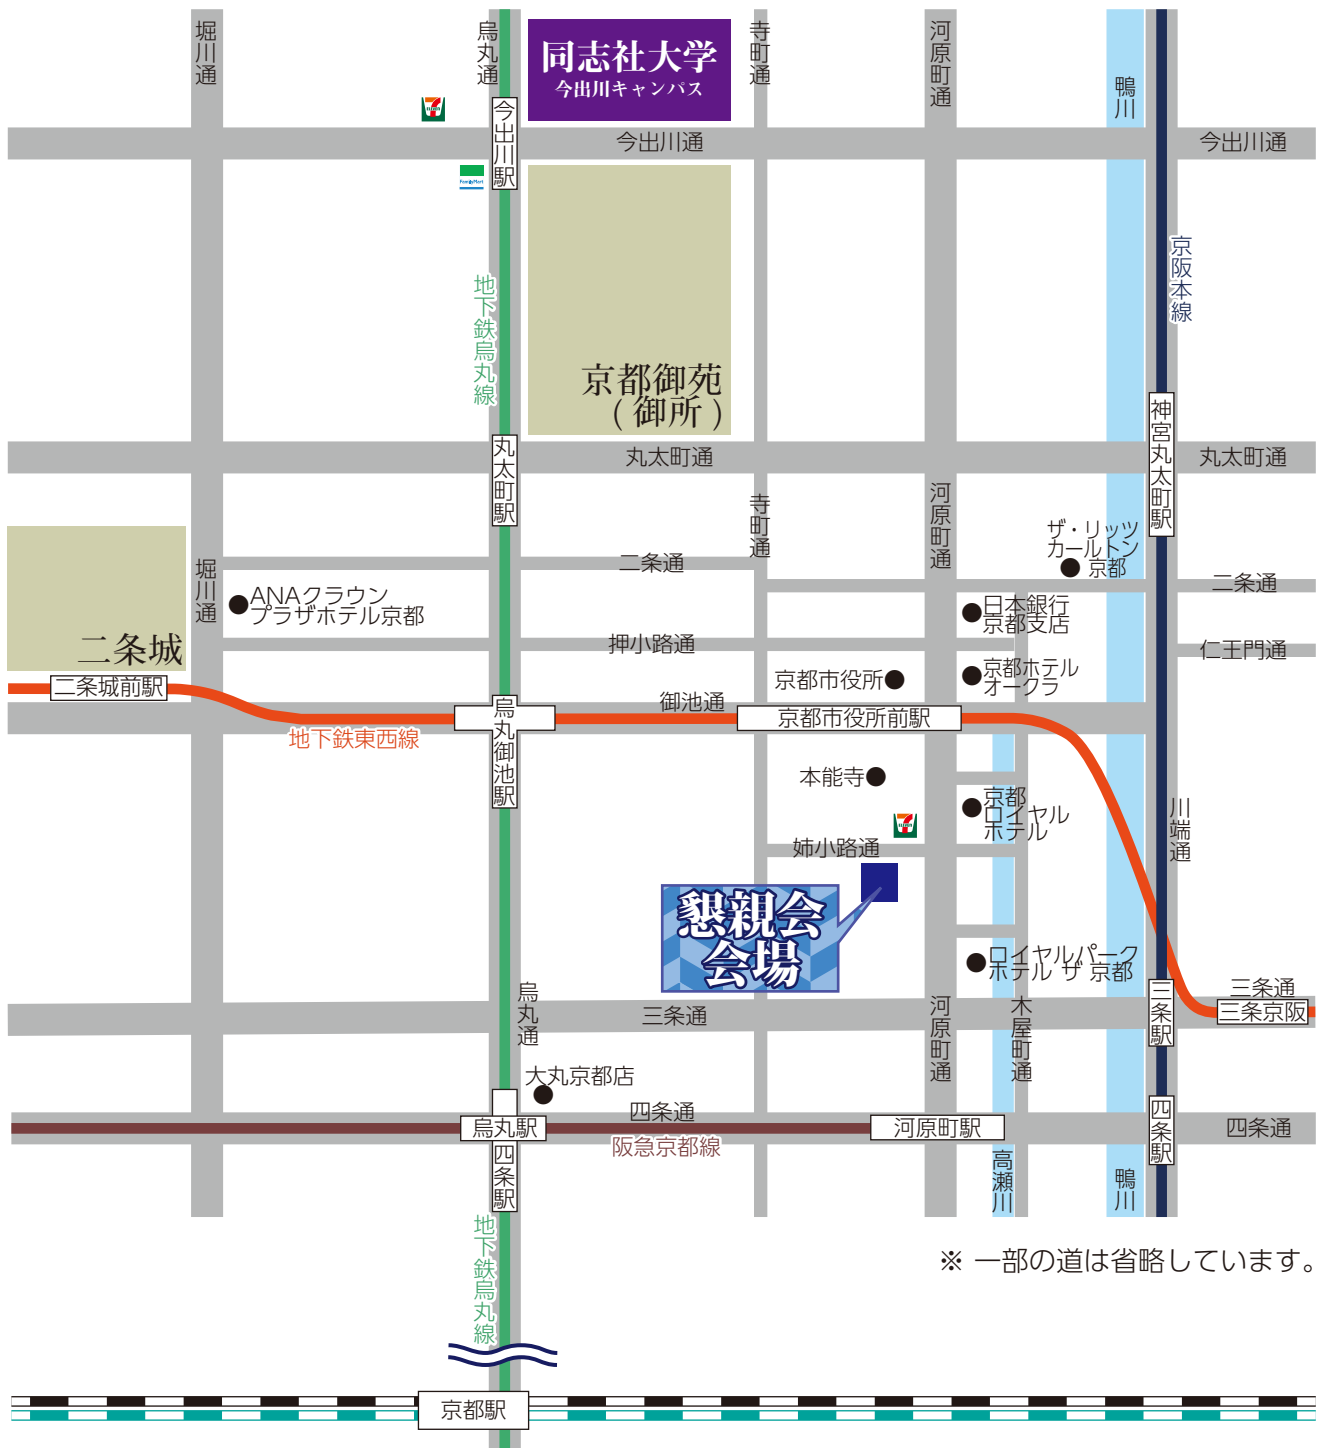 堀川通
烏丸通
同志社大学
今出川キャンパス
寺町通
河原町通
鴨川
今出川駅
今出川通
今出川通
FamilyMart
京阪本線
地下鉄烏丸線
京都御苑
(御所)
神宮丸太町駅
丸太町駅
丸太町通
丸太町通
寺町通
河原町通
ザ・リッツ
カールトン
京都
二条通
二条通
堀川通
ANAクラウン
プラザホテル京都
日本銀行
京都支店
二条城
押小路通
仁王門通
京都市役所
京都ホテル
オークラ
二条城前駅
御池通
烏丸御池駅
京都市役所前駅
地下鉄東西線
本能寺
京都
ロイヤル
ホテル
川端通
姉小路通
懇親会
会場
ロイヤルパーク
ホテル ザ 京都
烏丸通
三条通
河原町通
木屋町通
三条駅
三条通
三条京阪
大丸京都店
四条通
烏丸駅
河原町駅
四条駅
四条通
阪急京都線
四条駅
高瀬川
鴨川
地下鉄烏丸線
※ 一部の道は省略しています。
京都駅